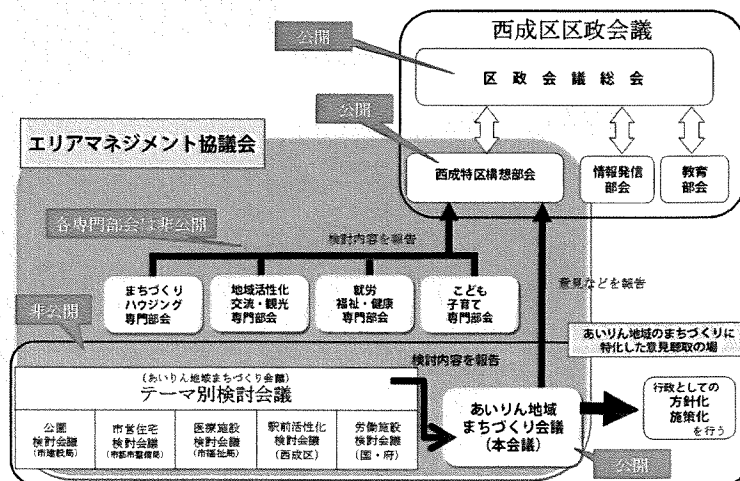 西成区区政会議
公開
区政会議総会
公開
エリアマネジメント協議会
西成特区構想部会
情報発信
部会
教育
部会
各専門部会は非公開
検討内容を報告
まちづくり
ハウジング
専門部会
地域活性化
交流・観光
専門部会
就労
福祉・健康
専門部会
こども
子育て
専門部会
意見などを報告
非公開
あいりん地域のまちづくりに
特化した意見聴取の場
検討内容を報告
(あいりん地域まちづくり会議)
テーマ別検討会議
公園
検討会議
(市建設局)
市営住宅
検討会議
(市都市整備局)
医療施設
検討会議
(市福祉局)
駅前活性化
検討会議
(西成区)
労働施設
検討会議
(国・府)
あいりん地域
まちづくり会議
(本会議)
行政としての
方針化
施策化
を行う
公開